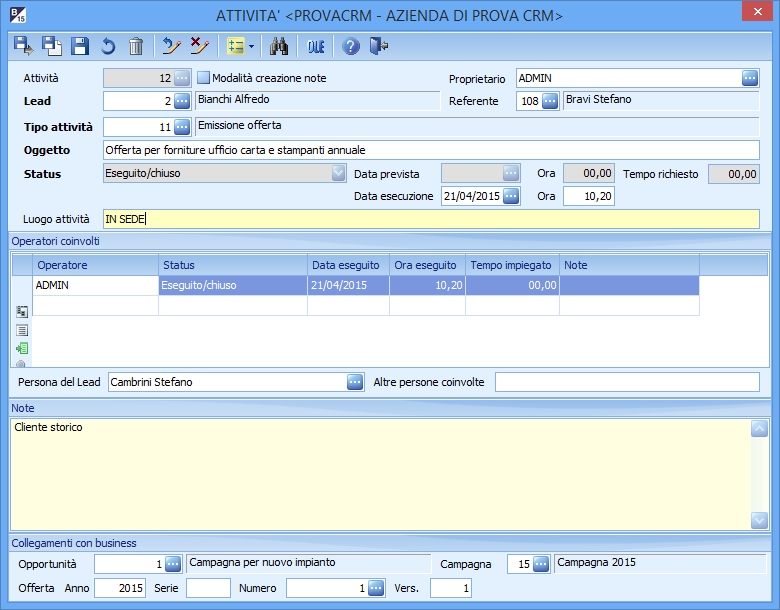 B 15 ATTIVITA' <PROVACRM - AZIENDA DI PROVA CRM>
OLE
Attività 12 Modalità creazione note Proprietario ADMIN
Lead 2 Bianchi Alfredo Referente 108 Bravi Stefano
Tipo attività 11 Emissione offerta
Oggetto Offerta per forniture ufficio carta e stampanti annuale
Status Eseguito/chiuso Data prevista Ora 00,00 Tempo richiesto 00,00
Data esecuzione 21/04/2015 Ora 10,20
Luogo attività IN SEDE
Operatori coinvolti
Operatore Status Data eseguito Ora eseguito Tempo impiegato Note
ADMIN Eseguito/chiuso 21/04/2015 10,20 00,00
Persona del Lead Cambrini Stefano Altre persone coinvolte
Note
Cliente storico
Collegamenti con business
Opportunità 1 Campagna per nuovo impianto Campagna 15 Campagna 2015
Offerta Anno 2015 Serie Numero 1 Vers. 1